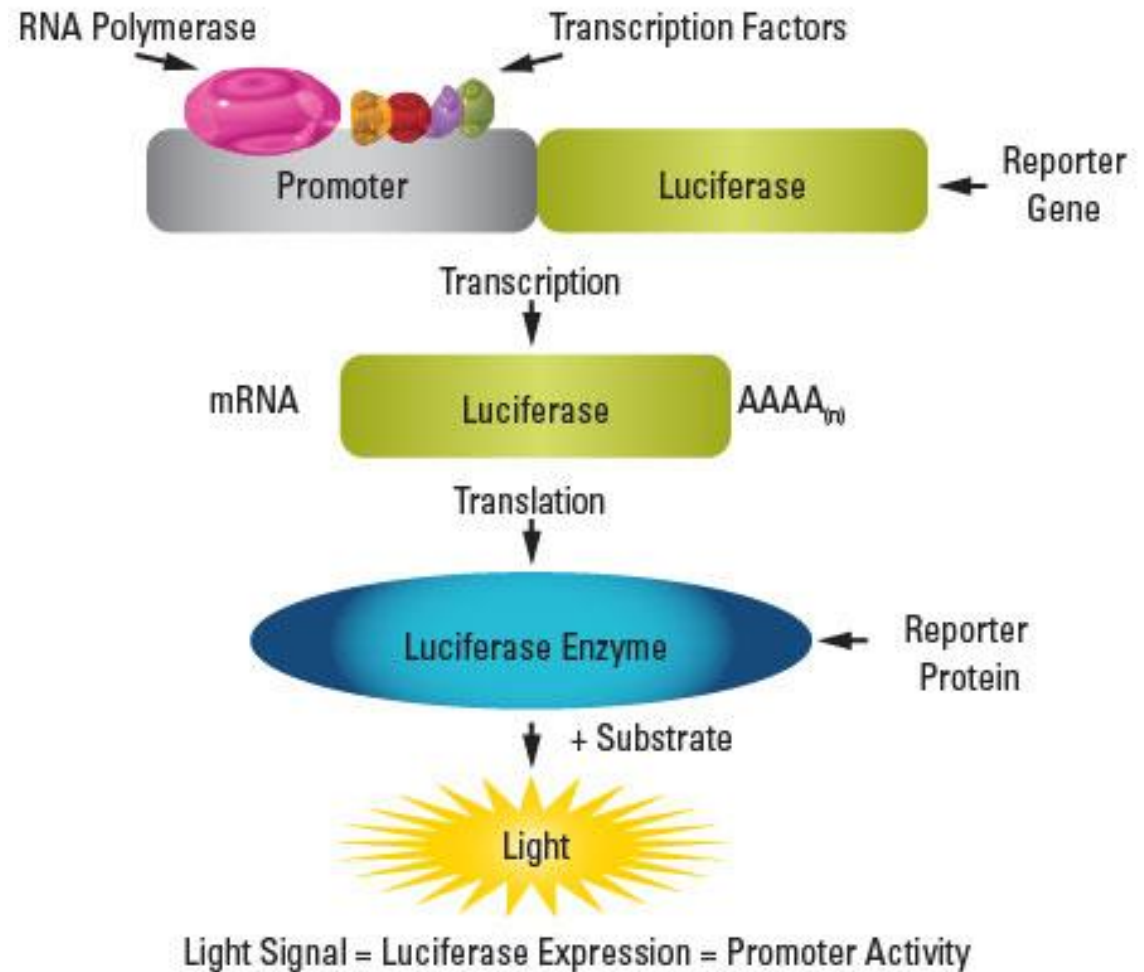 RNA Polymerase
Transcription Factors
Promoter
Luciferase
Reporter
Gene
Transcription
mRNA
Luciferase
AAAA(n)
Translation
Luciferase Enzyme
Reporter
Protein
+ Substrate
Light
Light Signal = Luciferase Expression = Promoter Activity